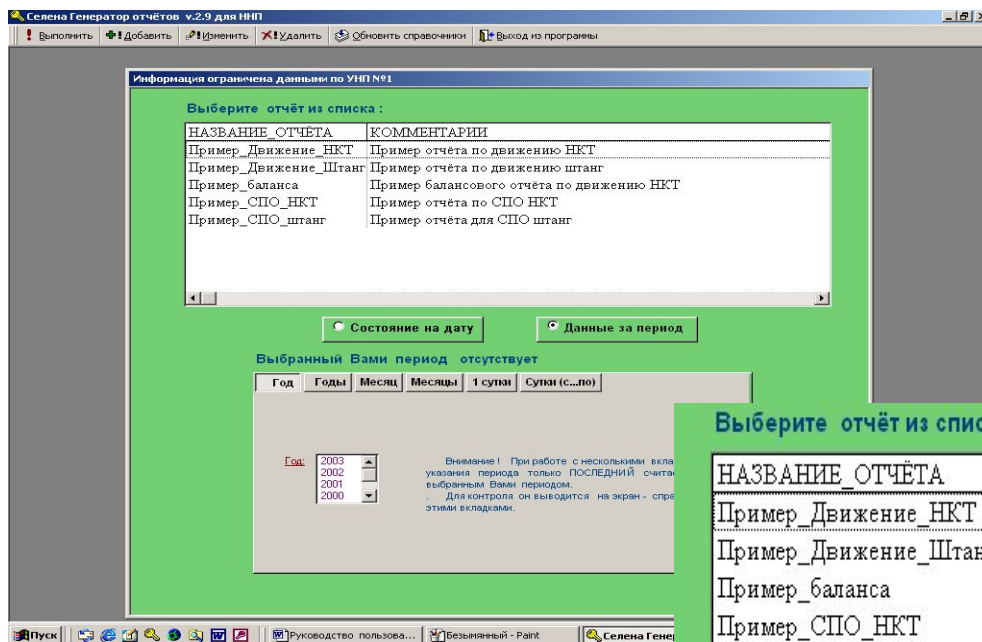 Селена Генератор отчётов v.2.9 для ННП
Выполнить Добавить Изменить Удалить Обновить справочники Выход из программы
Информация ограничена данными по УНП №1
Выберите отчёт из списка :
НАЗВАНИЕ_ОТЧЁТА КОММЕНТАРИИ
Пример_Движение_НКТ Пример отчёта по движению НКТ
Пример_Движение_Штанг Пример отчёта по движению штанг
Пример_баланса Пример балансового отчёта по движению НКТ
Пример_СПО_НКТ Пример отчёта по СПО НКТ
Пример_СПО_штанг Пример отчёта для СПО штанг
Состояние на дату Данные за период
Выбранный Вами период отсутствует
Год Годы Месяц Месяцы 1 сутки Сутки (с...по)
Год: 2003
2002
2001
2000
Внимание ! При работе с несколькими вкла
указания периода только ПОСЛЕДНИЙ счита
выбранным Вами периодом.
. Для контроля он выводится на экран - спра
этими вкладками.
Выберите отчёт из спис
НАЗВАНИЕ_ОТЧЁТА
Пример_Движение_НКТ
Пример_Движение_Штан
Пример_баланса
Пример_СПО_НКТ
Пуск Руководство пользова... Безымянный - Paint Селена Гене